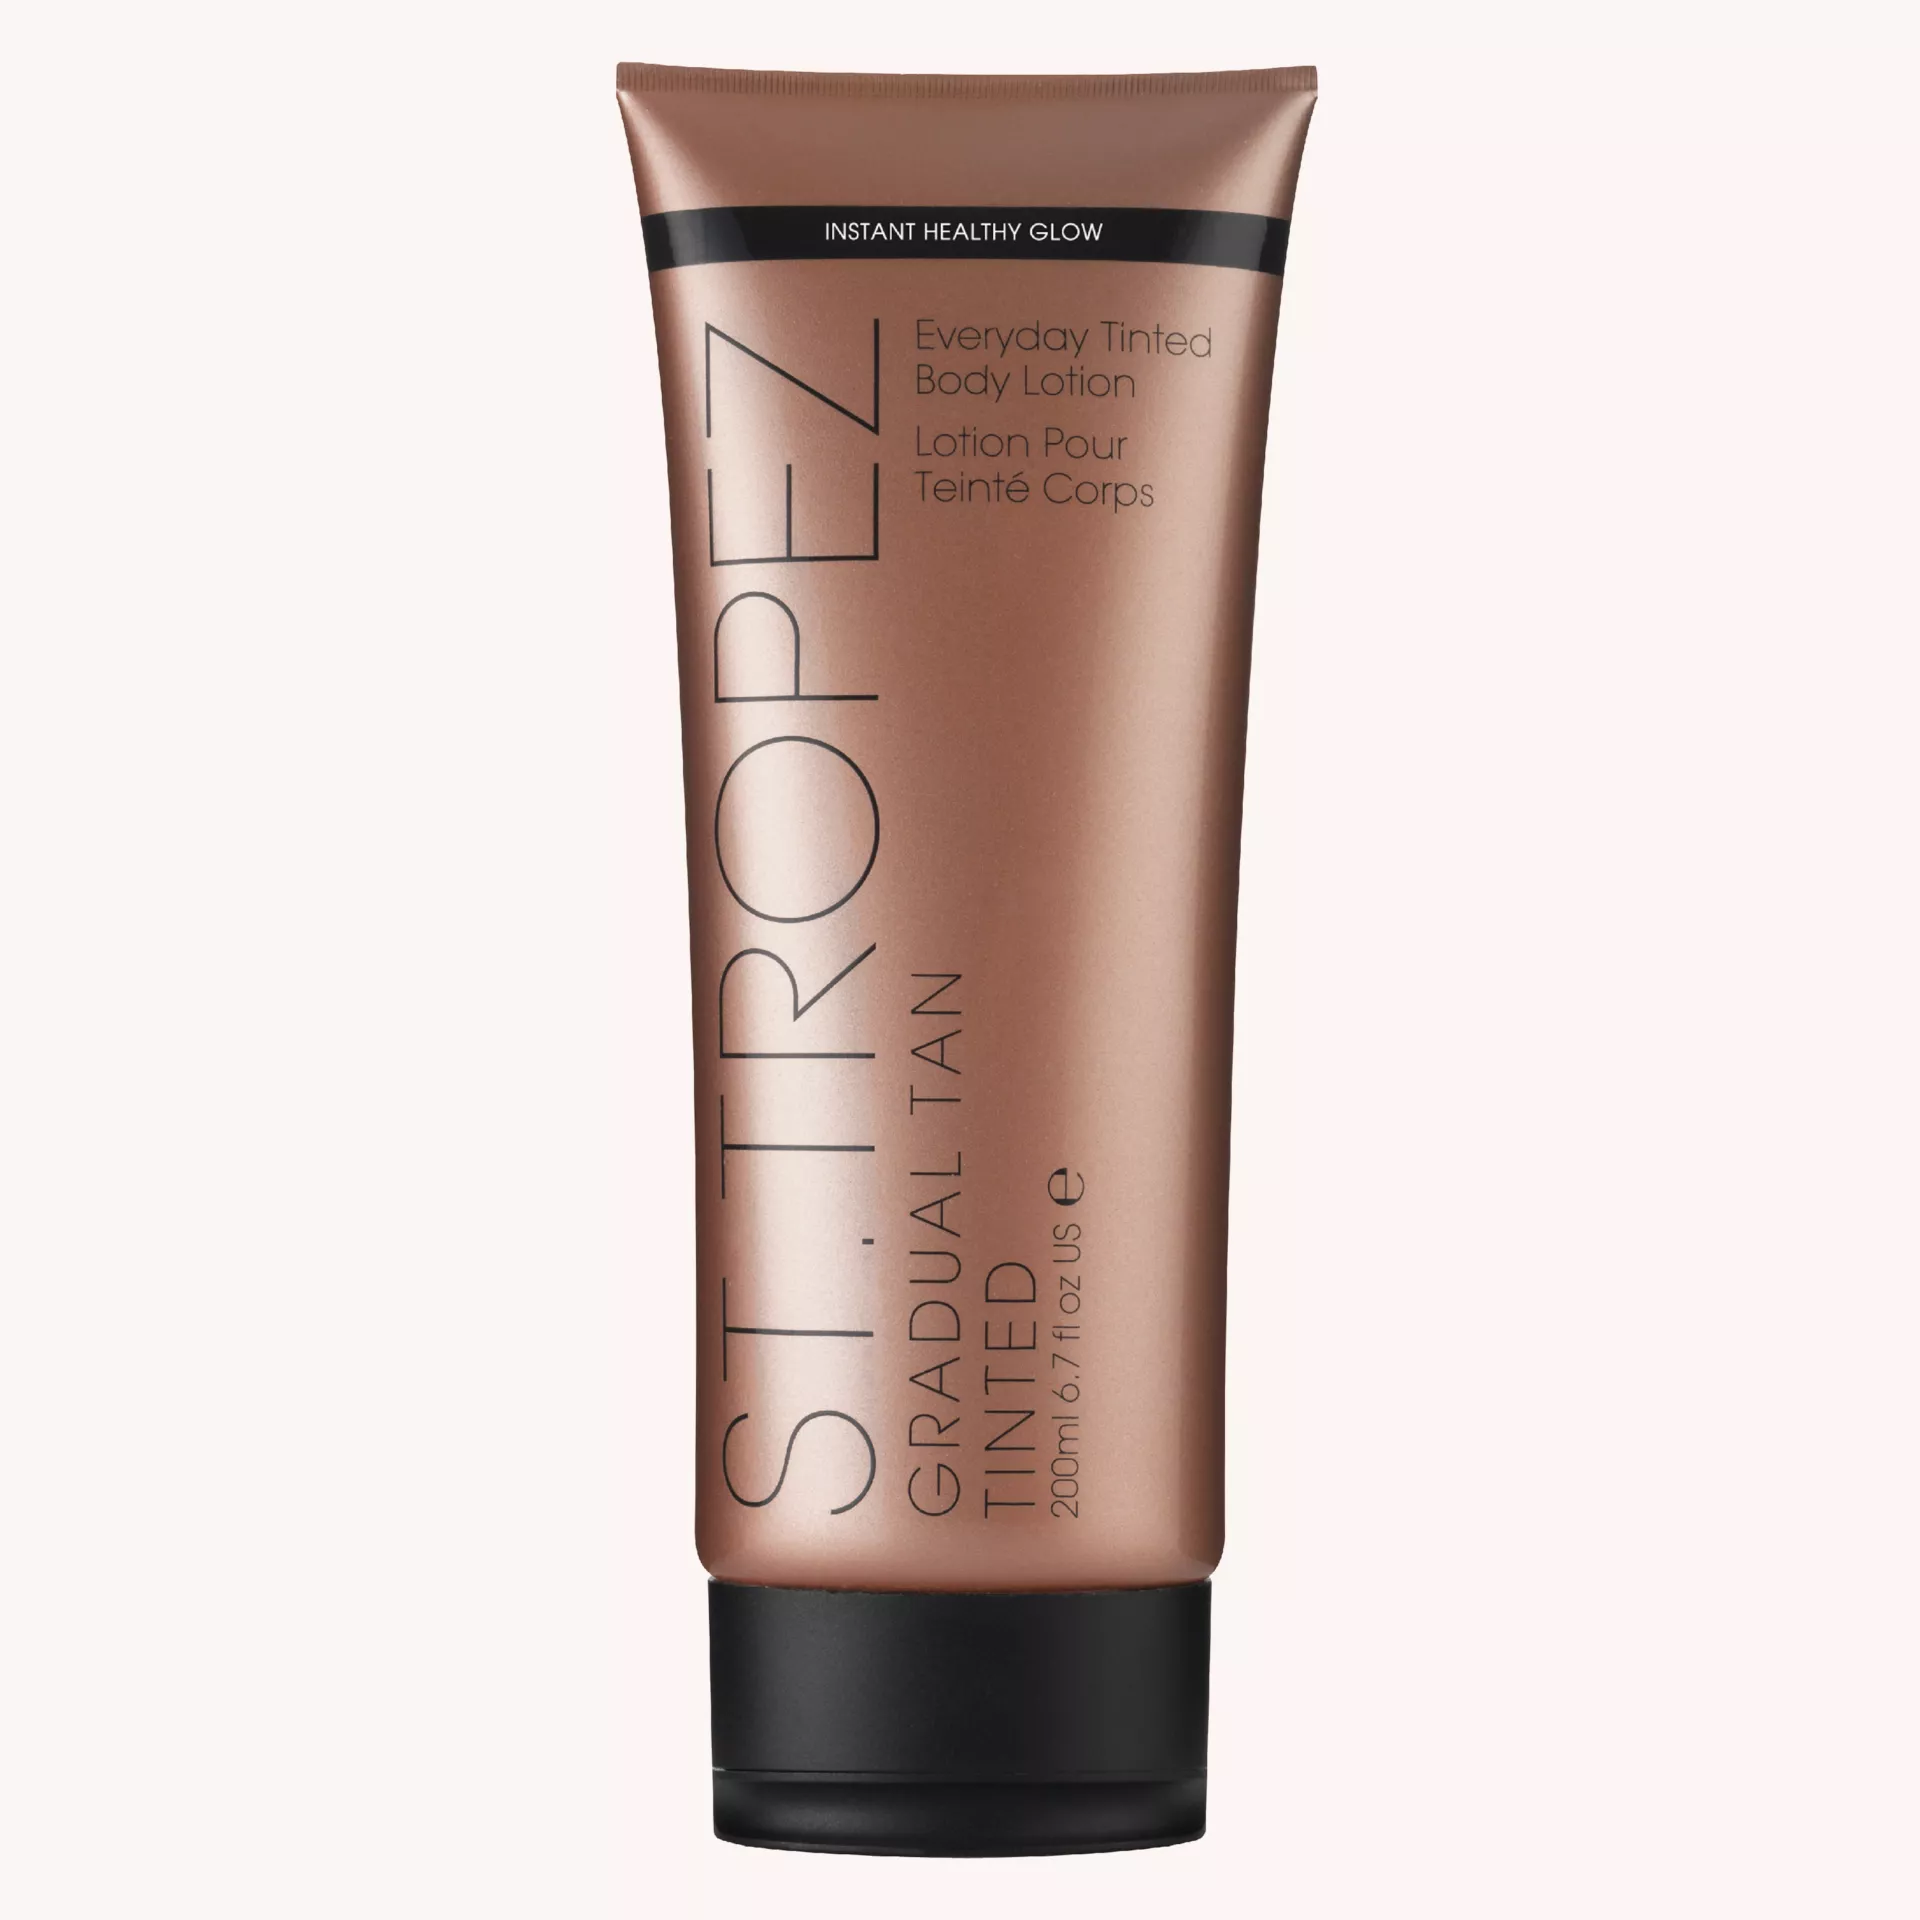 INSTANT HEALTHY GLOW
Everyday Tinted
Body Lotion
Lotion Pour
Teinté Corps
ST.TROPEZ
GRADUAL TAN
TINTED
200ml 6.7 fl oz US ℮